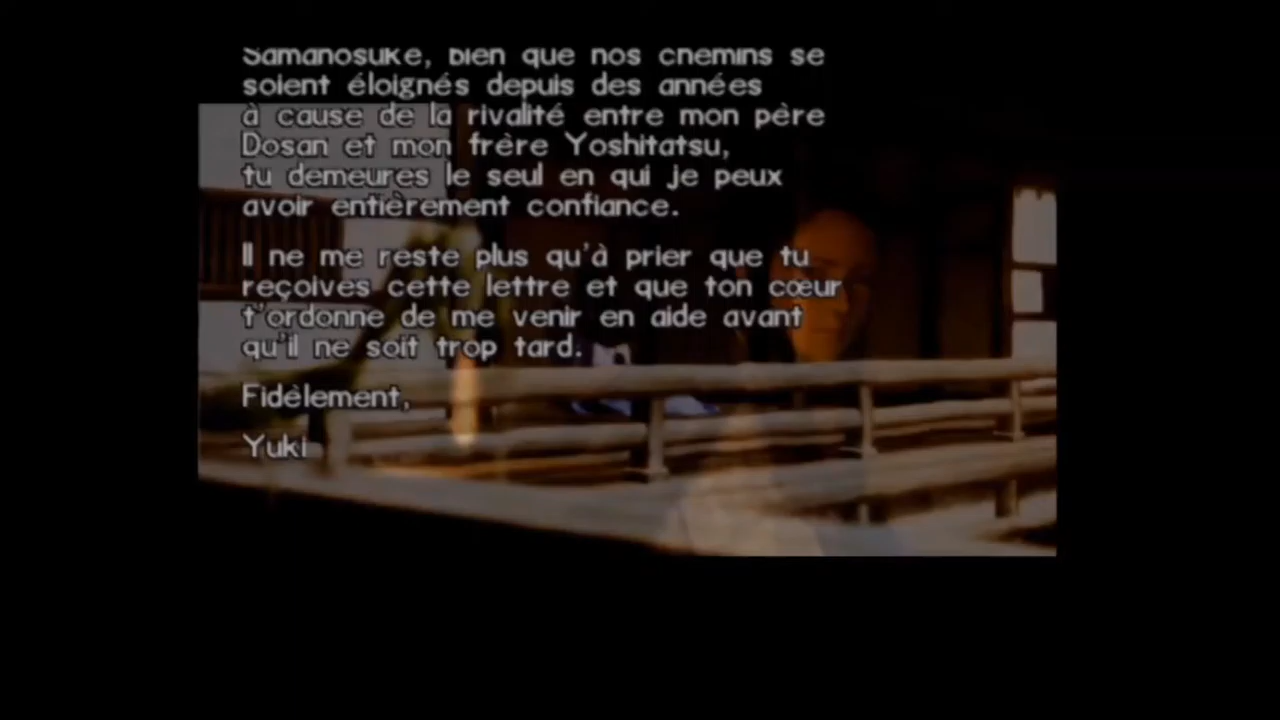 Samanosuke, bien que nos chemins se
soient éloignés depuis des années
à cause de la rivalité entre mon père
Dosan et mon frère Yoshitatsu,
tu demeures le seul en qui je peux
avoir entièrement confiance.
Il ne me reste plus qu'à prier que tu
reçoives cette lettre et que ton cœur
t'ordonne de me venir en aide avant
qu'il ne soit trop tard.
Fidèlement,
Yuki